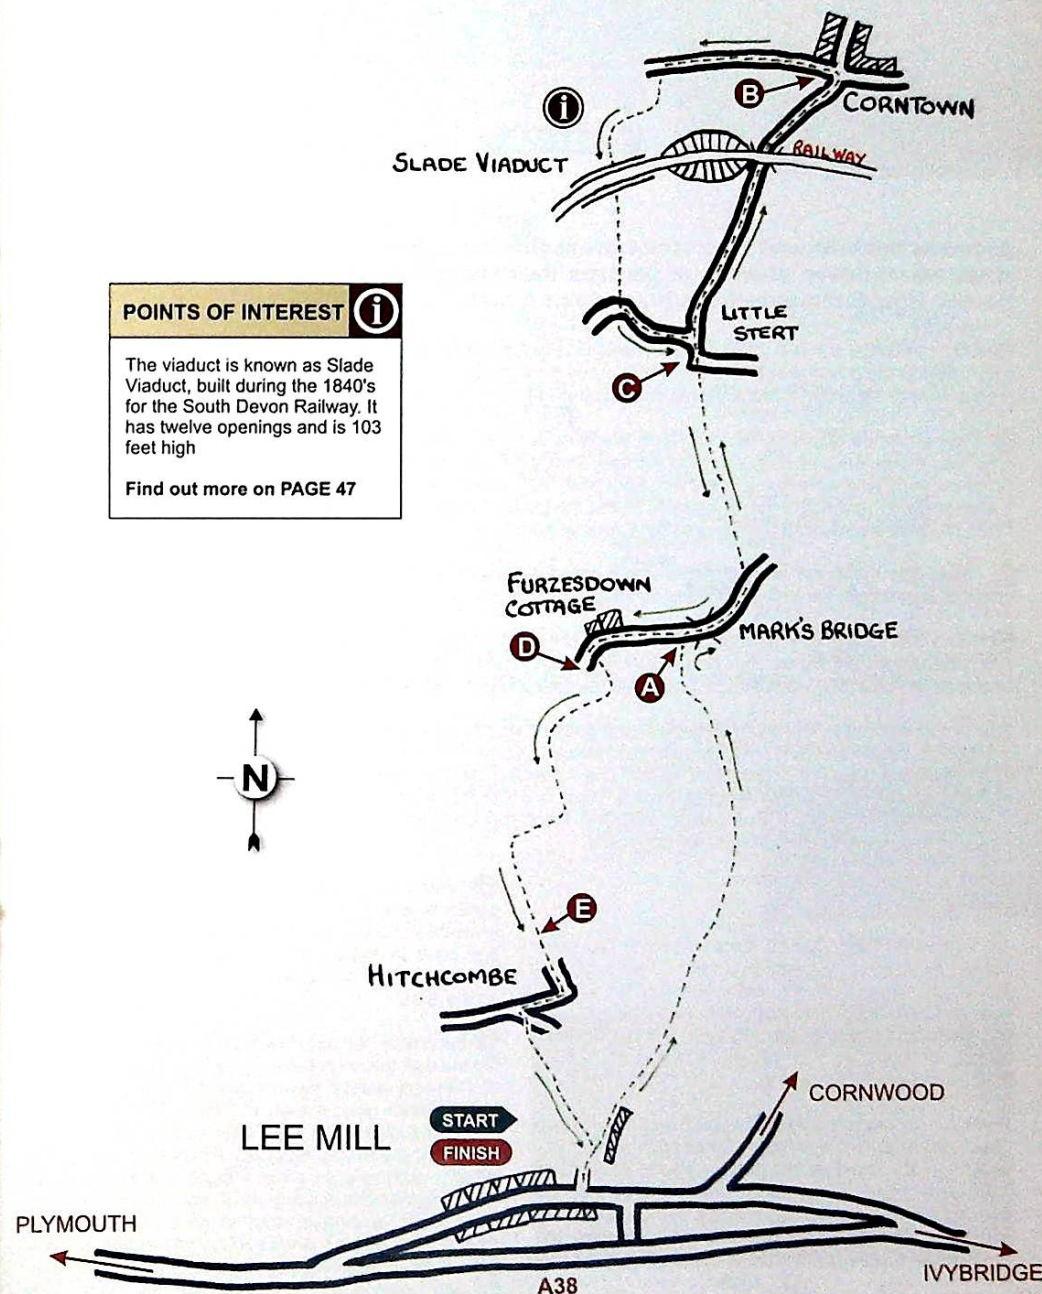 B
CORNTOWN
i
RAILWAY
SLADE VIADUCT
POINTS OF INTEREST i
The viaduct is known as Slade
Viaduct, built during the 1840's
for the South Devon Railway. It
has twelve openings and is 103
feet high
Find out more on PAGE 47
LITTLE
STERT
C
FURZESDOWN
COTTAGE
MARK'S BRIDGE
D
A
N
E
HITCHCOMBE
CORNWOOD
LEE MILL
START
FINISH
PLYMOUTH
IVYBRIDGE
A38